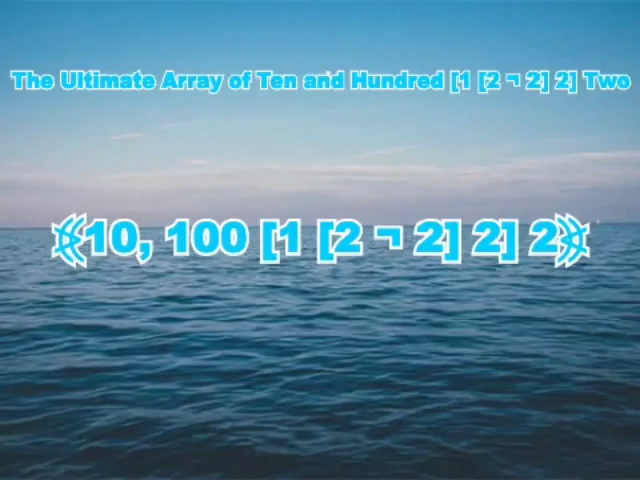 The Ultimate Array of Ten and Hundred [1 [2 ¬ 2] 2] Two
⦕10, 100 [1 [2 ¬ 2] 2] 2⦖